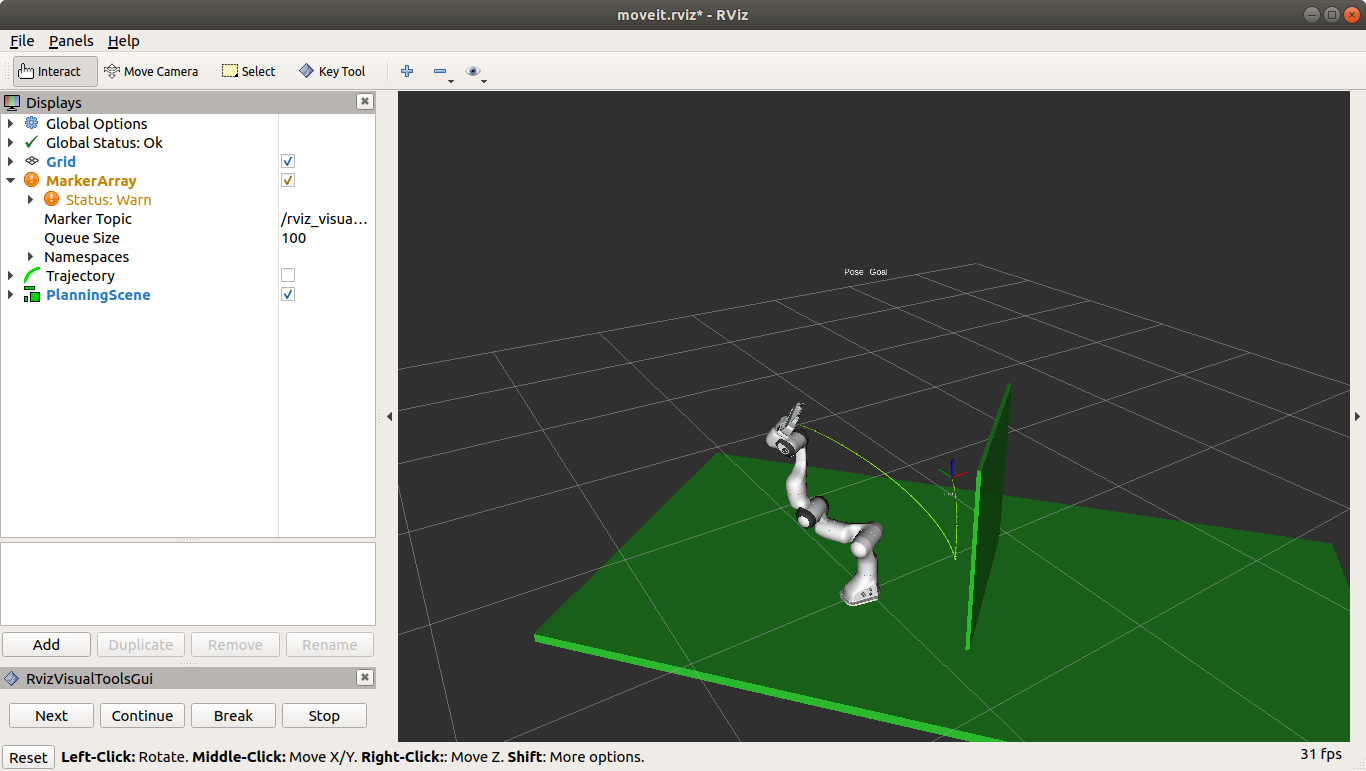 moveit.rviz* - RViz
File Panels Help
Interact Move Camera Select Key Tool
Displays
Global Options
Global Status: Ok
Grid
MarkerArray
Status: Warn
Marker Topic /rviz_visua...
Queue Size 100
Namespaces
Trajectory
PlanningScene
Pose Goal
Add Duplicate Remove Rename
RvizVisualToolsGui
Next Continue Break Stop
Reset Left-Click: Rotate. Middle-Click: Move X/Y. Right-Click:: Move Z. Shift: More options. 31 fps